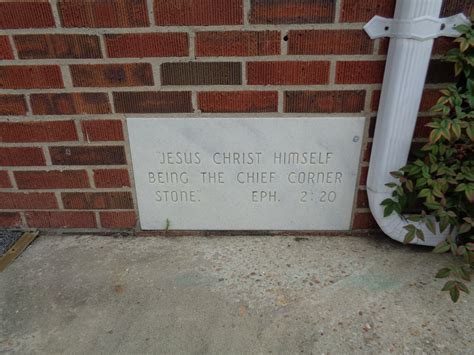 "JESUS CHRIST HIMSELF
BEING THE CHIEF CORNER
STONE." EPH. 2:20